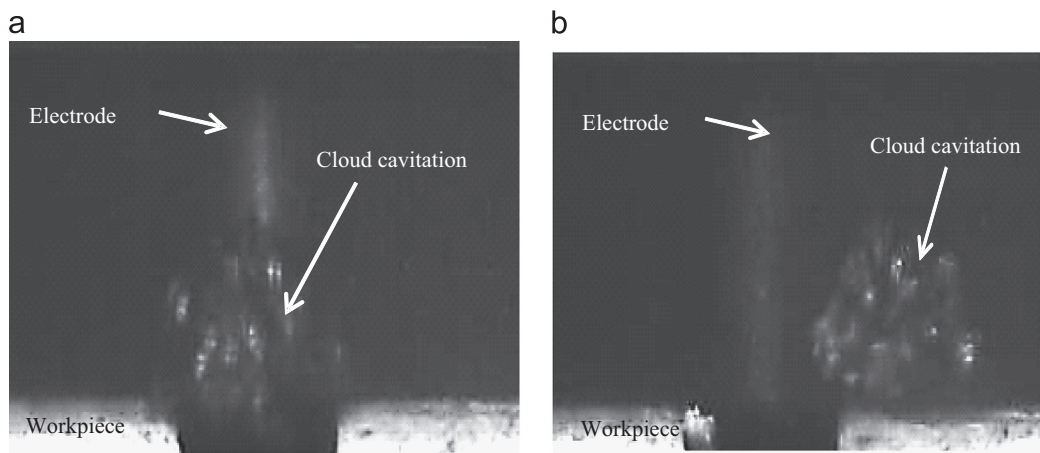 a
b
Electrode
Cloud cavitation
Workpiece
Electrode
Cloud cavitation
Workpiece